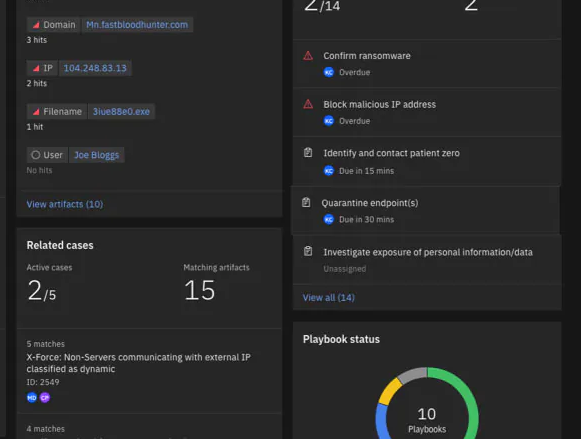 Domain Mn.fastbloodhunter.com
3 hits
IP 104.248.83.13
2 hits
Filename 3iue88e0.exe
1 hit
User Joe Bloggs
No hits
View artifacts (10)
Related cases
Active cases Matching artifacts
2/5 15
5 matches
X-Force: Non-Servers communicating with external IP
classified as dynamic
ID: 2549
MD CP
4 matches
2/14 2
Confirm ransomware
KC Overdue
Block malicious IP address
KC Overdue
Identify and contact patient zero
KC Due in 15 mins
Quarantine endpoint(s)
KC Due in 30 mins
Investigate exposure of personal information/data
Unassigned
View all (14)
Playbook status
10
Playbooks